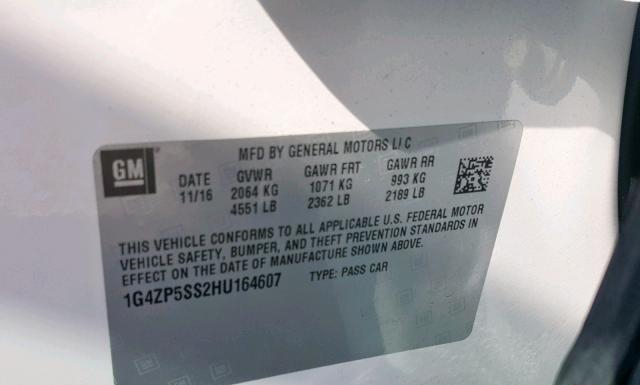 GM
MFD BY GENERAL MOTORS LLC
DATE GVWR GAWR FRT GAWR RR
11/16 2064 KG 1071 KG 993 KG
4551 LB 2362 LB 2189 LB
THIS VEHICLE CONFORMS TO ALL APPLICABLE U.S. FEDERAL MOTOR
VEHICLE SAFETY, BUMPER, AND THEFT PREVENTION STANDARDS IN
EFFECT ON THE DATE OF MANUFACTURE SHOWN ABOVE.
1G4ZP5SS2HU164607 TYPE: PASS CAR